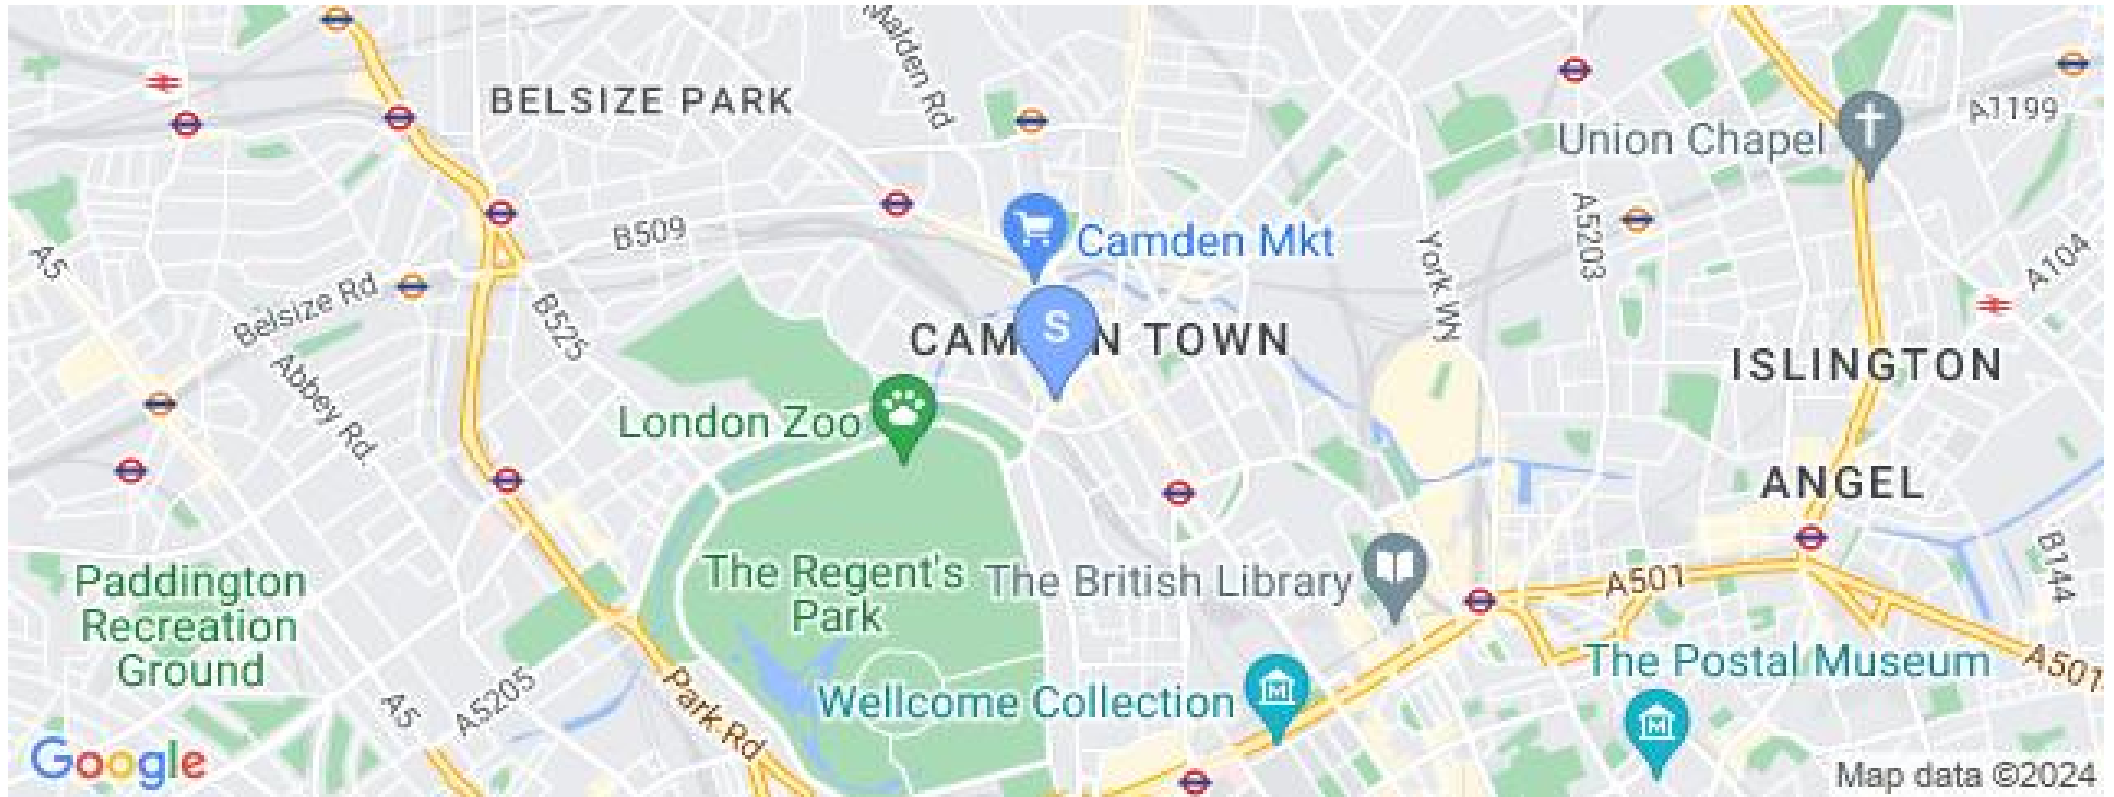 Malden Rd
BELSIZE PARK
A1199
Union Chapel
A5203
B509
York Wy
Camden Mkt
A5
A104
Belsize Rd
B525
S
CAM N TOWN
ISLINGTON
Abbey Rd.
London Zoo
ANGEL
The Regent's
Park
The British Library
Paddington
Recreation
Ground
A501
B144
The Postal Museum
A501
A5205
A5
Park Rd
Wellcome Collection
M
M
Google
Map data ©2024